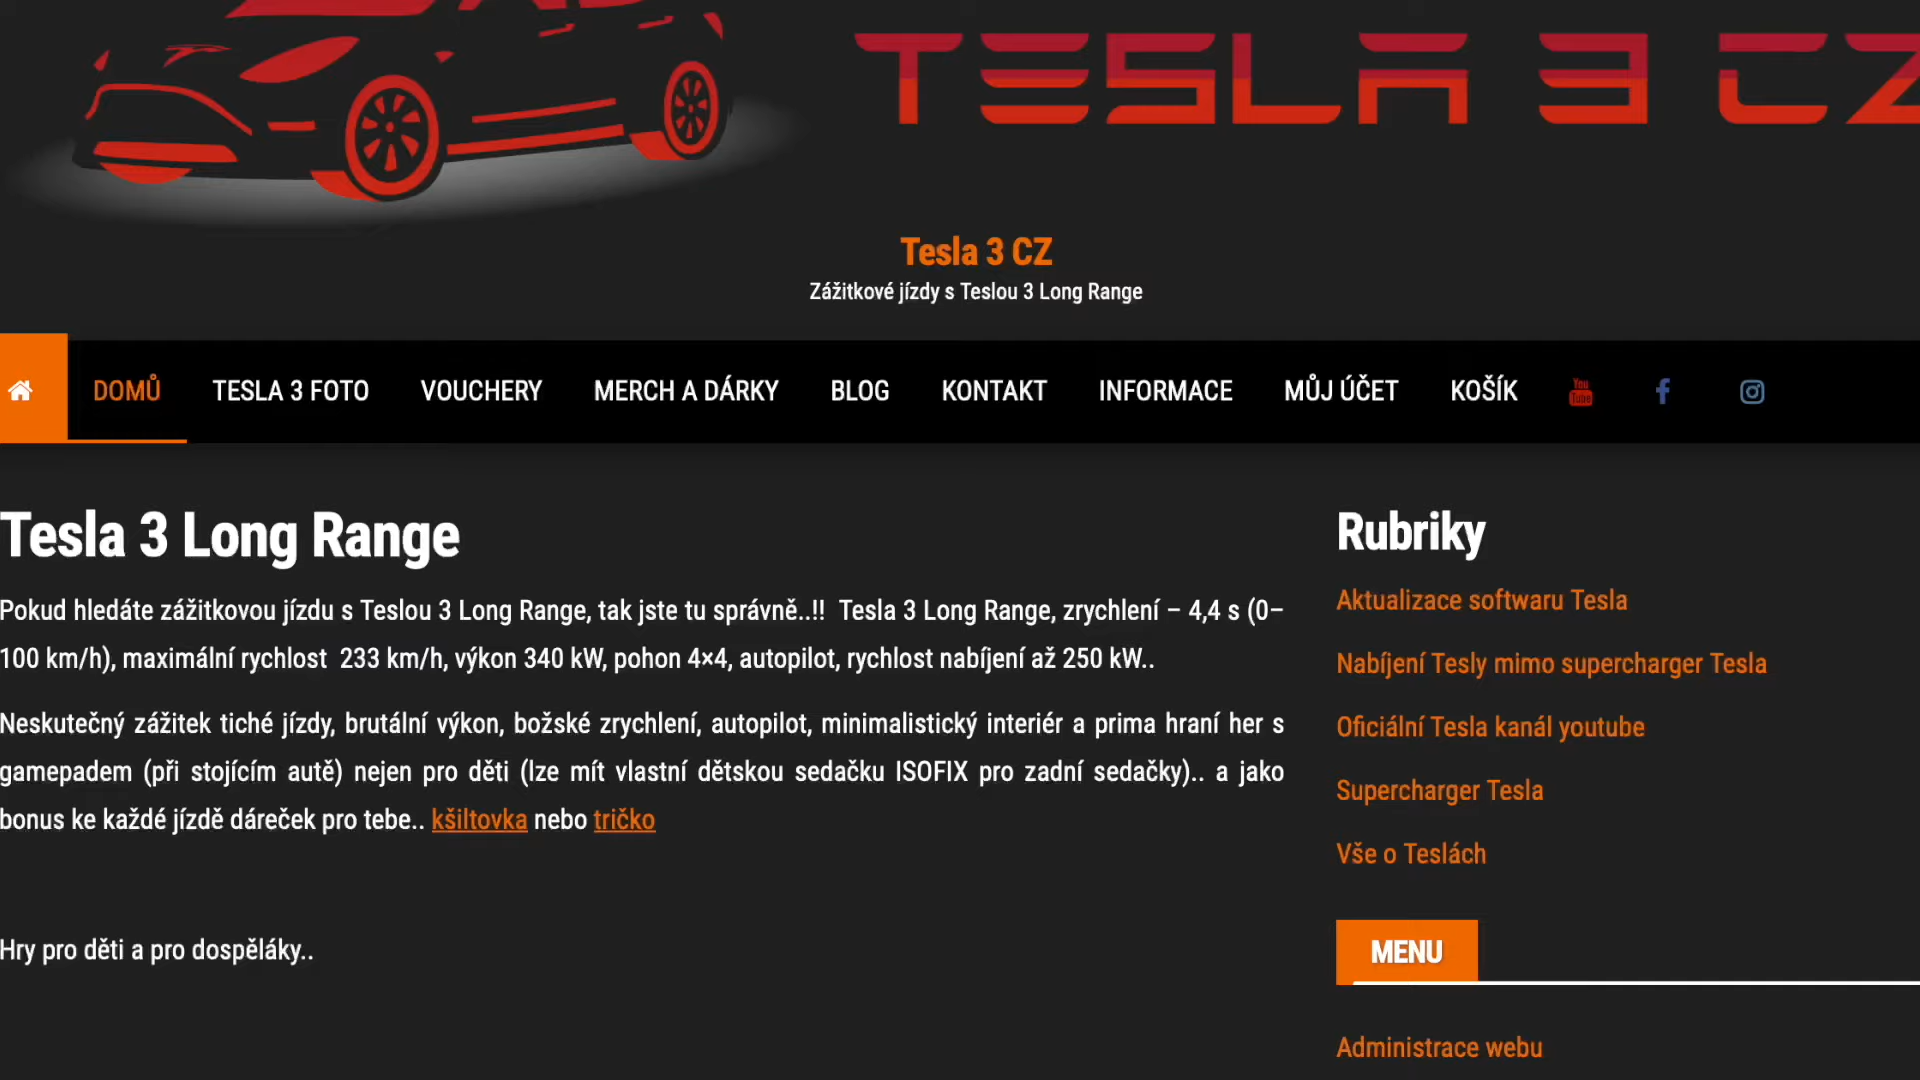 TESLA 3 CZ
Tesla 3 CZ
Zážitkové jízdy s Teslou 3 Long Range
DOMŮ TESLA 3 FOTO VOUCHERY MERCH A DÁRKY BLOG KONTAKT INFORMACE MŮJ ÚČET KOŠÍK You Tube
Tesla 3 Long Range
Pokud hledáte zážitkovou jízdu s Teslou 3 Long Range, tak jste tu správně..!! Tesla 3 Long Range, zrychlení – 4,4 s (0–
100 km/h), maximální rychlost 233 km/h, výkon 340 kW, pohon 4×4, autopilot, rychlost nabíjení až 250 kW..
Neskutečný zážitek tiché jízdy, brutální výkon, božské zrychlení, autopilot, minimalistický interiér a prima hraní her s
gamepadem (při stojícím autě) nejen pro děti (lze mít vlastní dětskou sedačku ISOFIX pro zadní sedačky).. a jako
bonus ke každé jízdě dáreček pro tebe.. kšiltovka nebo tričko
Hry pro děti a pro dospěláky..
Rubriky
Aktualizace softwaru Tesla
Nabíjení Tesly mimo supercharger Tesla
Oficiální Tesla kanál youtube
Supercharger Tesla
Vše o Teslách
MENU
Administrace webu